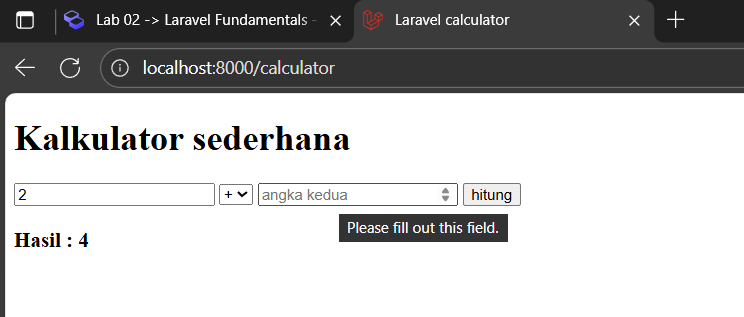 Lab 02 -> Laravel Fundamentals -
Laravel calculator
localhost:8000/calculator
Kalkulator sederhana
2 + angka kedua hitung
Please fill out this field.
Hasil : 4